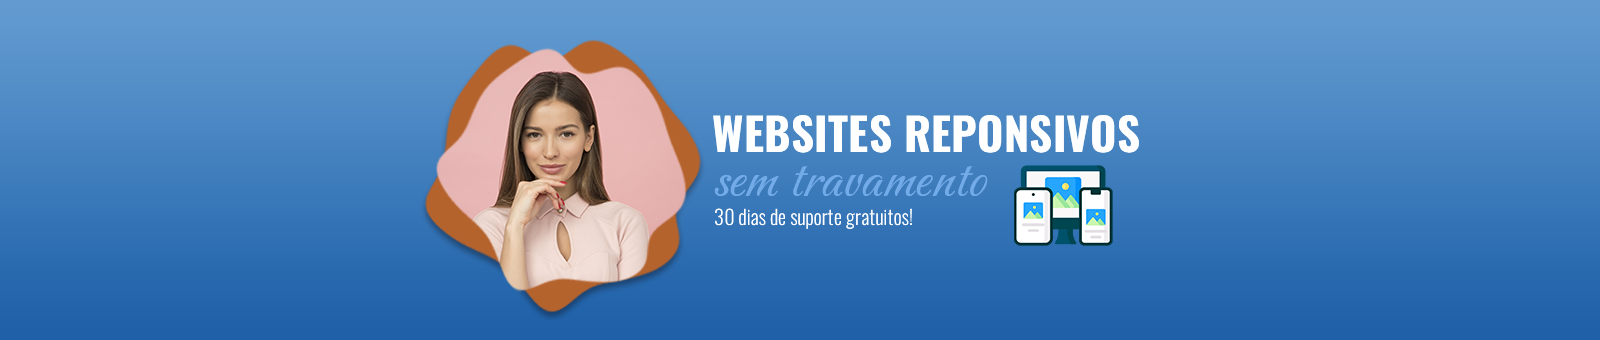 WEBSITES REPONSIVOS
sem travamento
30 dias de suporte gratuitos!